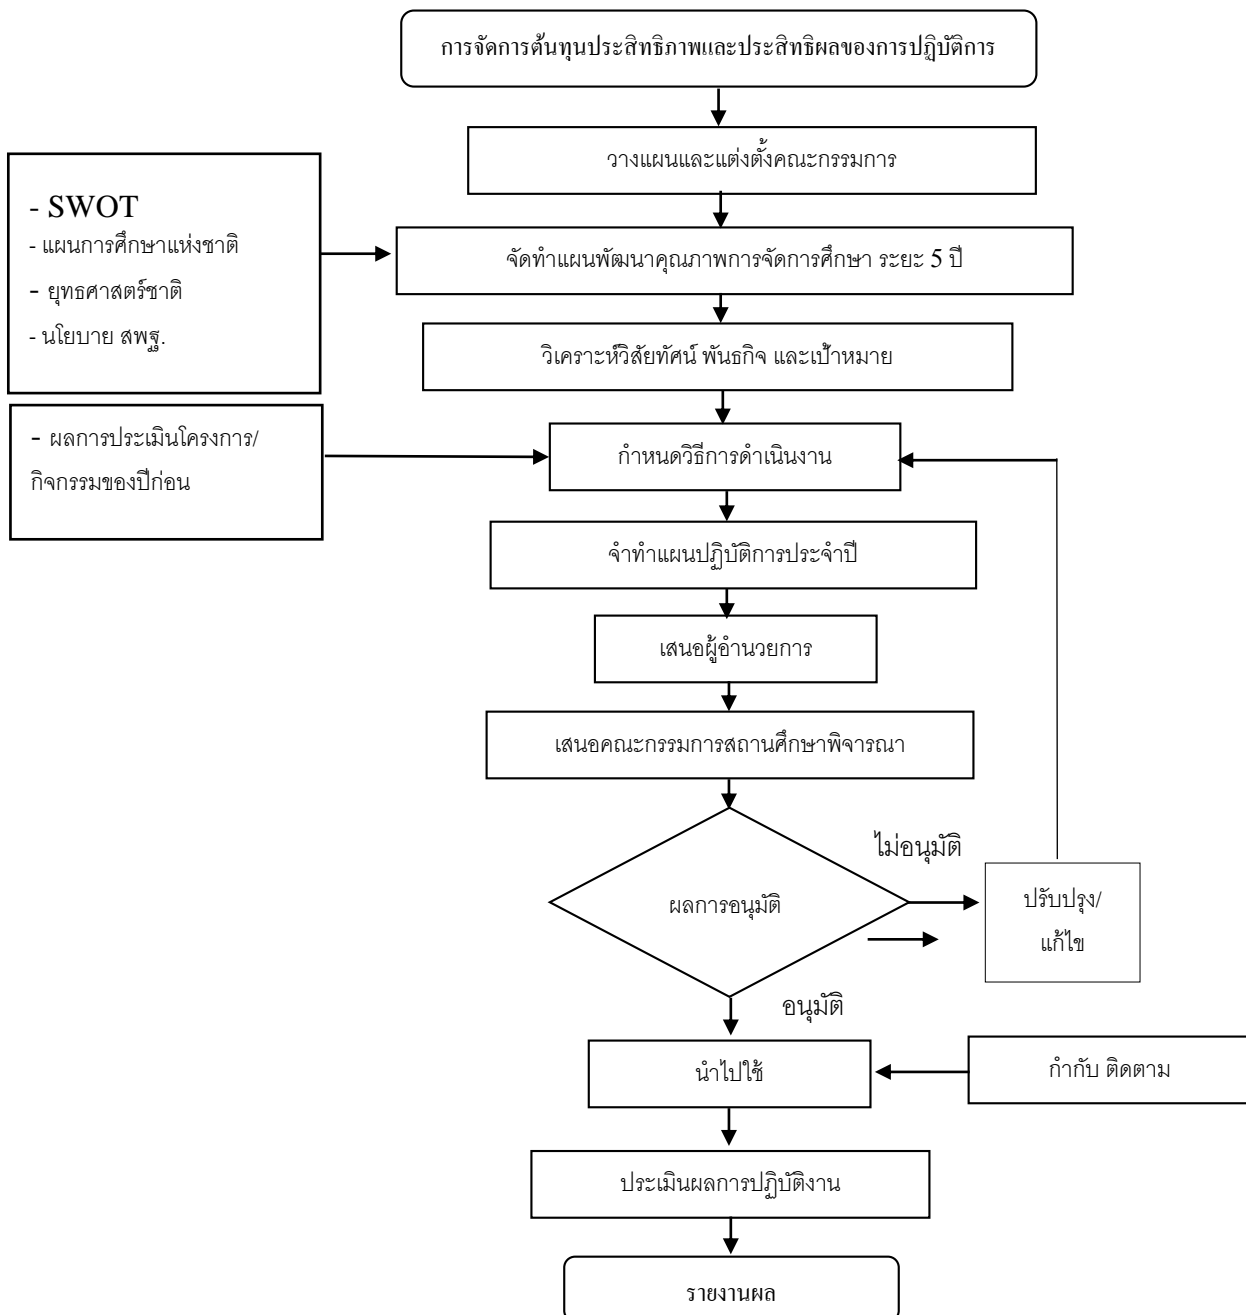 การจัดการต้นทุนประสิทธิภาพและประสิทธิผลของการปฏิบัติการ
วางแผนและแต่งตั้งคณะกรรมการ
- SWOT
- แผนการศึกษาแห่งชาติ
- ยุทธศาสตร์ชาติ
- นโยบาย สพฐ.
จัดทำแผนพัฒนาคุณภาพการจัดการศึกษา ระยะ 5 ปี
วิเคราะห์วิสัยทัศน์ พันธกิจ และเป้าหมาย
- ผลการประเมินโครงการ/
กิจกรรมของปีก่อน
กำหนดวิธีการดำเนินงาน
จำทำแผนปฏิบัติการประจำปี
เสนอผู้อำนวยการ
เสนอคณะกรรมการสถานศึกษาพิจารณา
ผลการอนุมัติ
ไม่อนุมัติ
ปรับปรุง/
แก้ไข
อนุมัติ
นำไปใช้
กำกับ ติดตาม
ประเมินผลการปฏิบัติงาน
รายงานผล